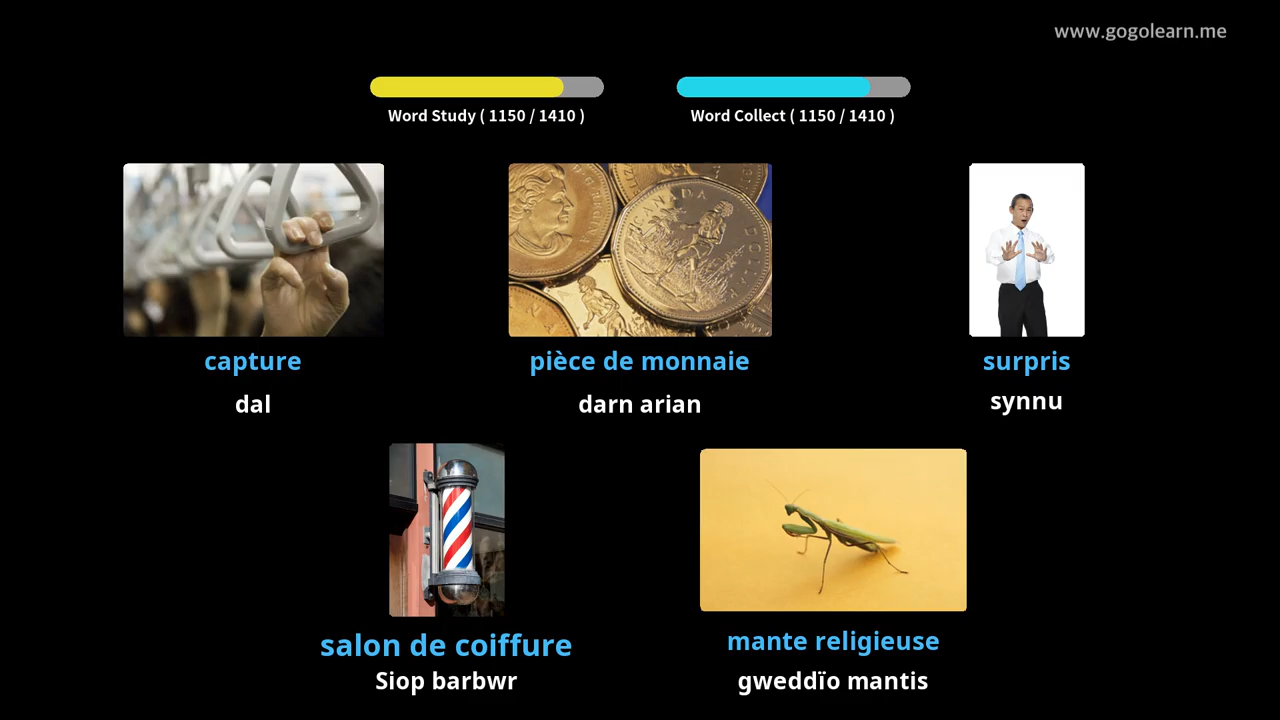 www.gogolearn.me
Word Study ( 1150 / 1410 )
Word Collect ( 1150 / 1410 )
capture
dal
pièce de monnaie
darn arian
surpris
synnu
salon de coiffure
Siop barbwr
mante religieuse
gweddïo mantis